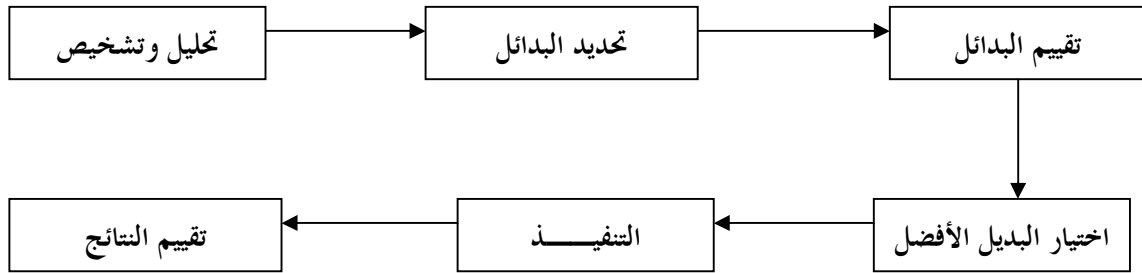 تحليل وتشخيص
تحديد البدائل
تقييم البدائل
اختيار البديل الأفضل
التنفيـــــذ
تقييم النتائج